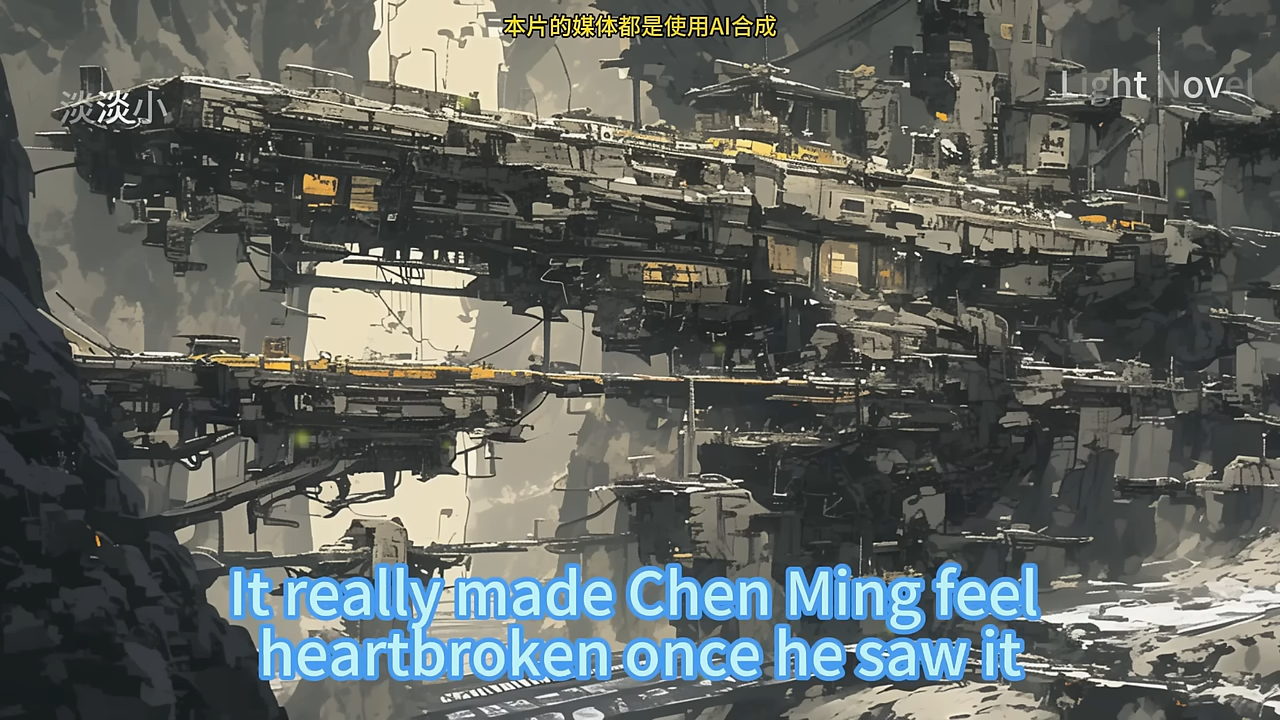 本片的媒体都是使用AI合成
淡淡小
Light Novel
It really made Chen Ming feel
heartbroken once he saw it